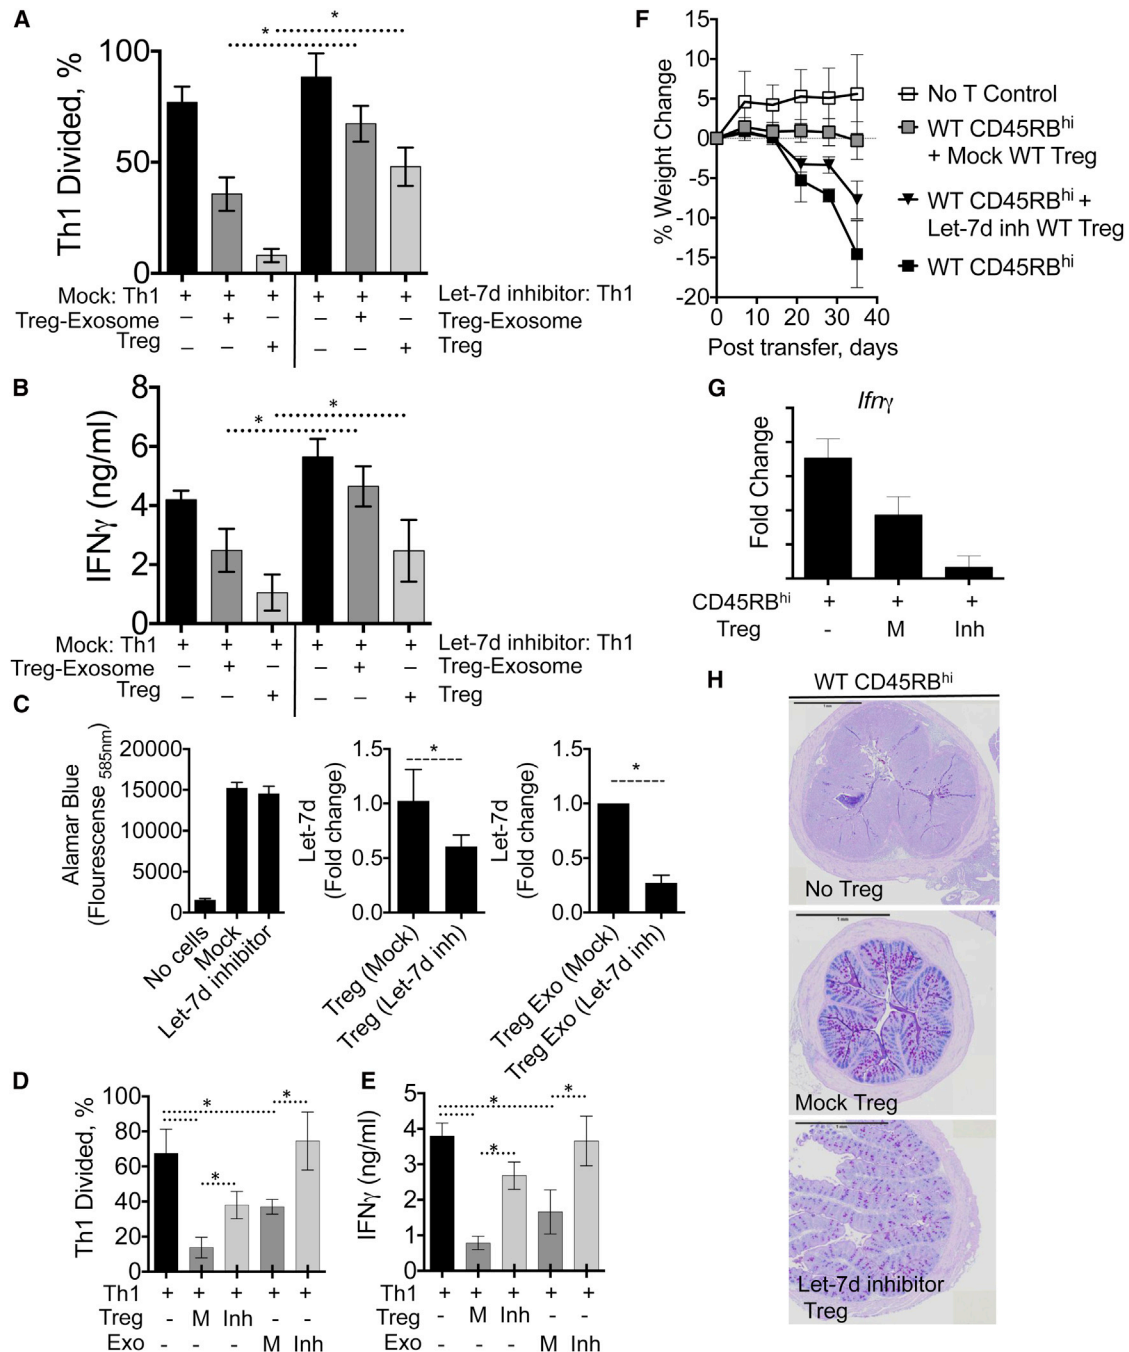 A
Th1 Divided, %
100
50
0
*
*
Mock: Th1 + + + + + + Let-7d inhibitor: Th1
Treg-Exosome – + – – + – Treg-Exosome
Treg – – + – – + Treg
B
IFNγ (ng/ml)
8
6
4
2
0
*
*
Mock: Th1 + + + + + + Let-7d inhibitor: Th1
Treg-Exosome – + – – + – Treg-Exosome
Treg – – + – – + Treg
C
Alamar Blue
(Flourescense 585nm)
20000
15000
10000
5000
0
No cells
Mock
Let-7d inhibitor
Let-7d
(Fold change)
1.5
1.0
0.5
0.0
*
Treg (Mock)
Treg (Let-7d inh)
Let-7d
(Fold change)
1.5
1.0
0.5
0.0
*
Treg Exo (Mock)
Treg Exo (Let-7d inh)
D
Th1 Divided, %
100
80
60
40
20
0
*
*
*
Th1 + + + + +
Treg - M Inh - -
Exo - - - M Inh
E
IFNγ (ng/ml)
5
4
3
2
1
0
*
*
*
Th1 + + + + +
Treg - M Inh - -
Exo - - - M Inh
F
% Weight Change
15
10
5
0
-5
-10
-15
-20
0 10 20 30 40
Post transfer, days
No T Control
WT CD45RBhi
+ Mock WT Treg
WT CD45RBhi +
Let-7d inh WT Treg
WT CD45RBhi
G
Ifnγ
Fold Change
CD45RBhi + + +
Treg - M Inh
H
WT CD45RBhi
1 mm
No Treg
1 mm
Mock Treg
1 mm
Let-7d inhibitor
Treg